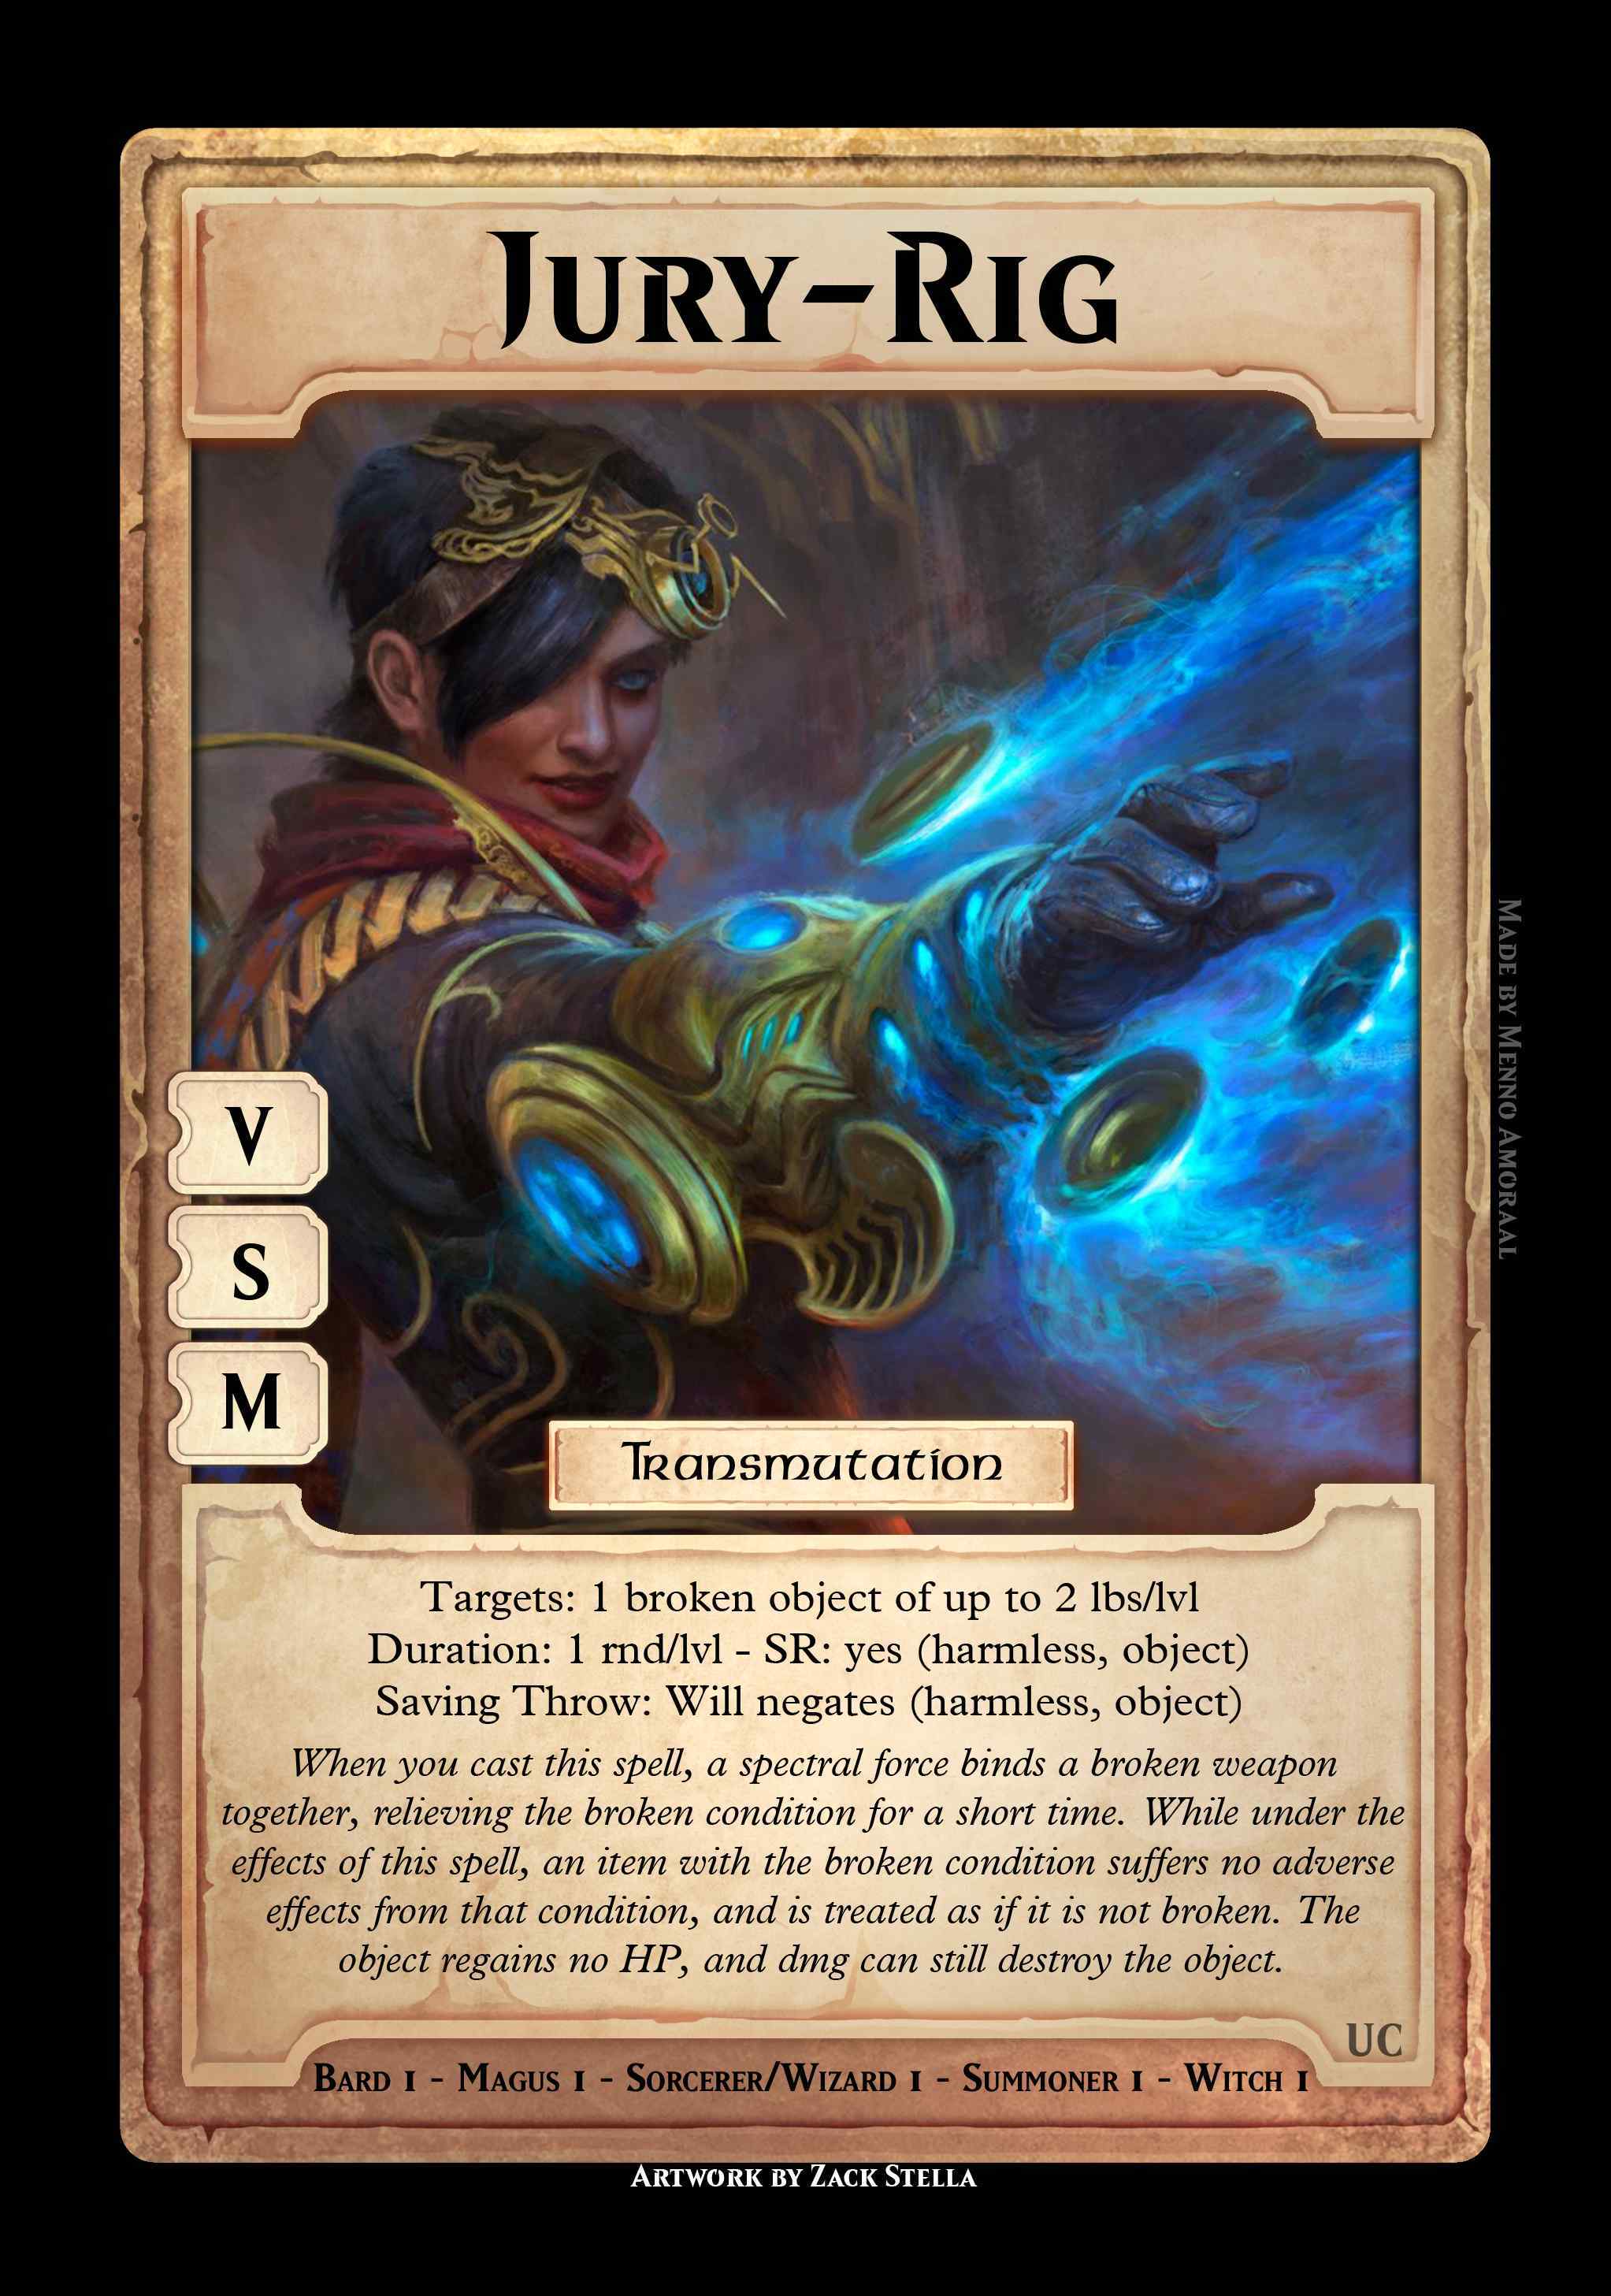 Jury-Rig
V
S
M
Transmutation
Targets: 1 broken object of up to 2 lbs/lvl
Duration: 1 rnd/lvl - SR: yes (harmless, object)
Saving Throw: Will negates (harmless, object)
When you cast this spell, a spectral force binds a broken weapon
together, relieving the broken condition for a short time. While under the
effects of this spell, an item with the broken condition suffers no adverse
effects from that condition, and is treated as if it is not broken. The
object regains no HP, and dmg can still destroy the object.
UC
Bard 1 - Magus 1 - Sorcerer/Wizard 1 - Summoner 1 - Witch 1
Artwork by Zack Stella
Made by Menno Amoraal